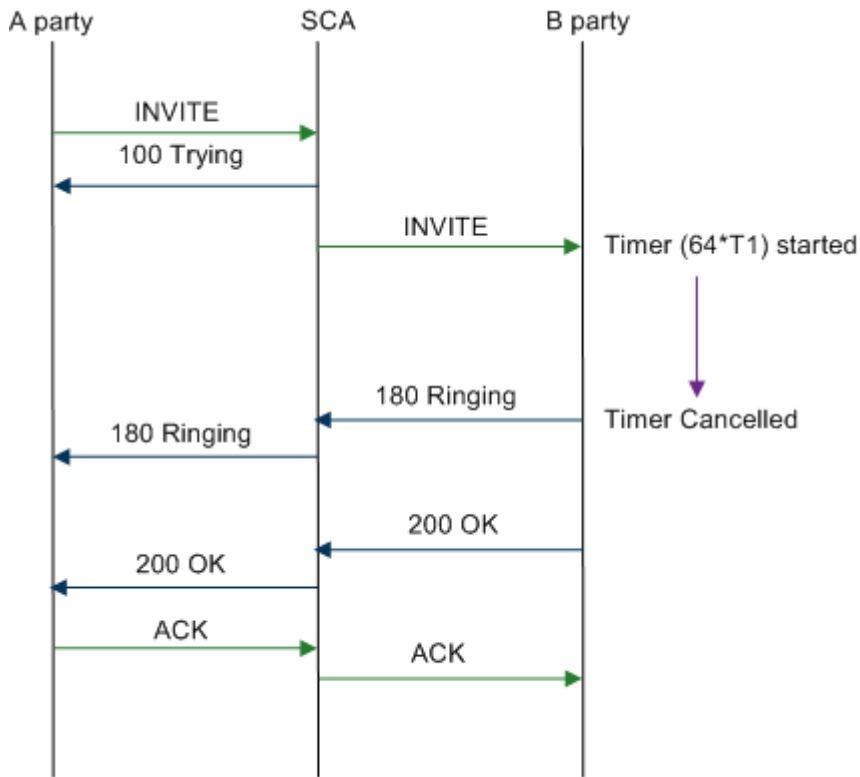 A party
SCA
B party
INVITE
100 Trying
INVITE
Timer (64*T1) started
180 Ringing
Timer Cancelled
180 Ringing
200 OK
200 OK
ACK
ACK